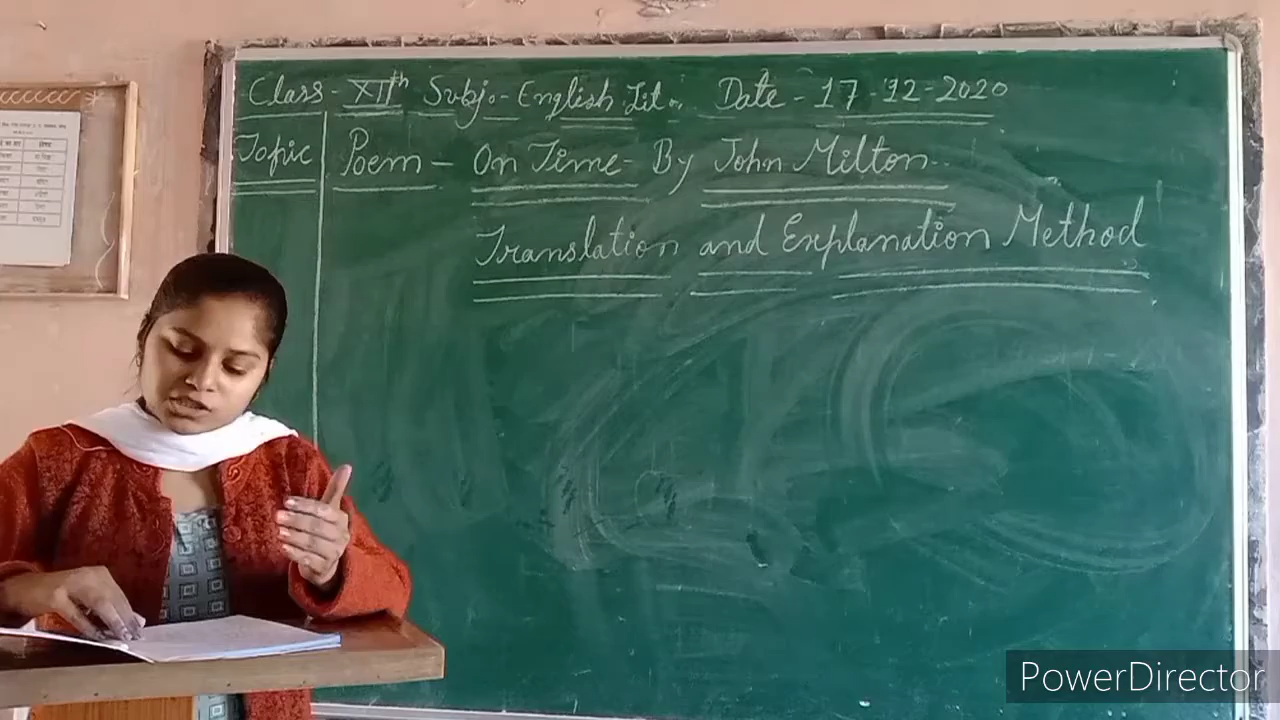 Class - XIIth Subj:- English Lit. Date - 17-12-2020
Topic Poem - On Time - By John Milton.
Translation and Explanation Method
PowerDirector